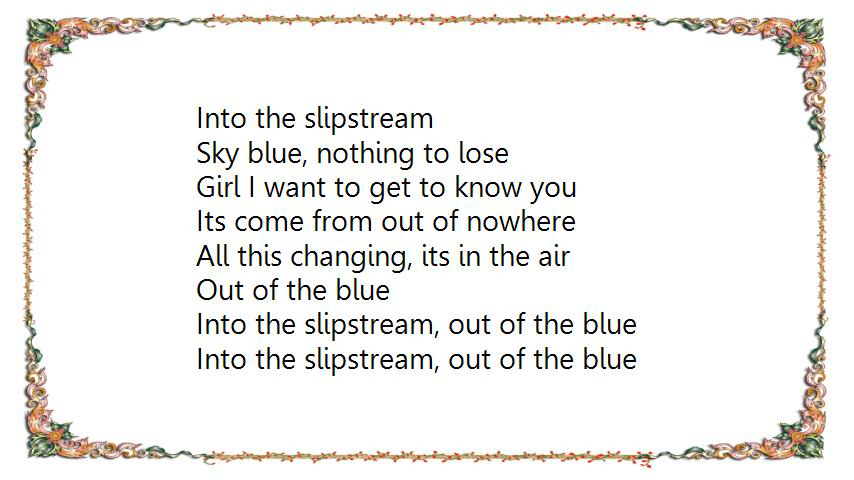 Into the slipstream
Sky blue, nothing to lose
Girl I want to get to know you
Its come from out of nowhere
All this changing, its in the air
Out of the blue
Into the slipstream, out of the blue
Into the slipstream, out of the blue